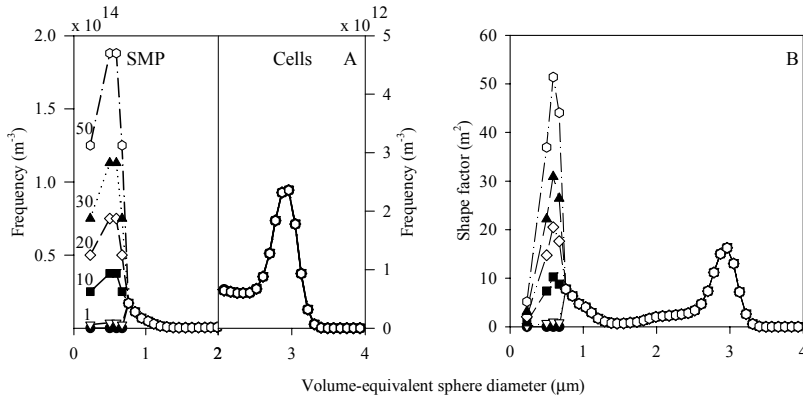 x 10^14
x 10^12
2.0
1.5
1.0
0.5
Frequency (m^-3)
SMP
Cells
A
50
30
20
10
1
5
4
3
2
1
0
Frequency (m^-3)
0 1 2 2 3 4
60
50
40
30
20
10
0
Shape factor (m^2)
B
0 1 2 3 4
Volume-equivalent sphere diameter (μm)